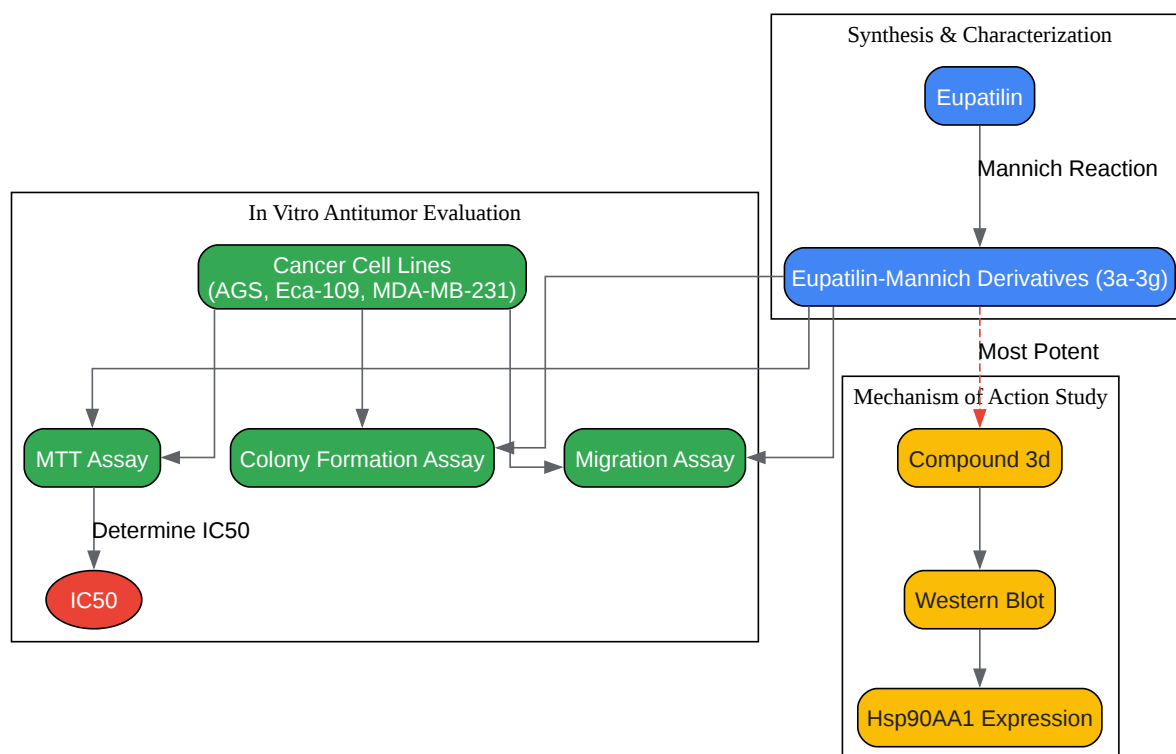 Synthesis & Characterization
Eupatilin
Mannich Reaction
Eupatilin-Mannich Derivatives (3a-3g)
In Vitro Antitumor Evaluation
Cancer Cell Lines
(AGS, Eca-109, MDA-MB-231)
MTT Assay
Colony Formation Assay
Migration Assay
Determine IC50
IC50
Most Potent
Mechanism of Action Study
Compound 3d
Western Blot
Hsp90AA1 Expression